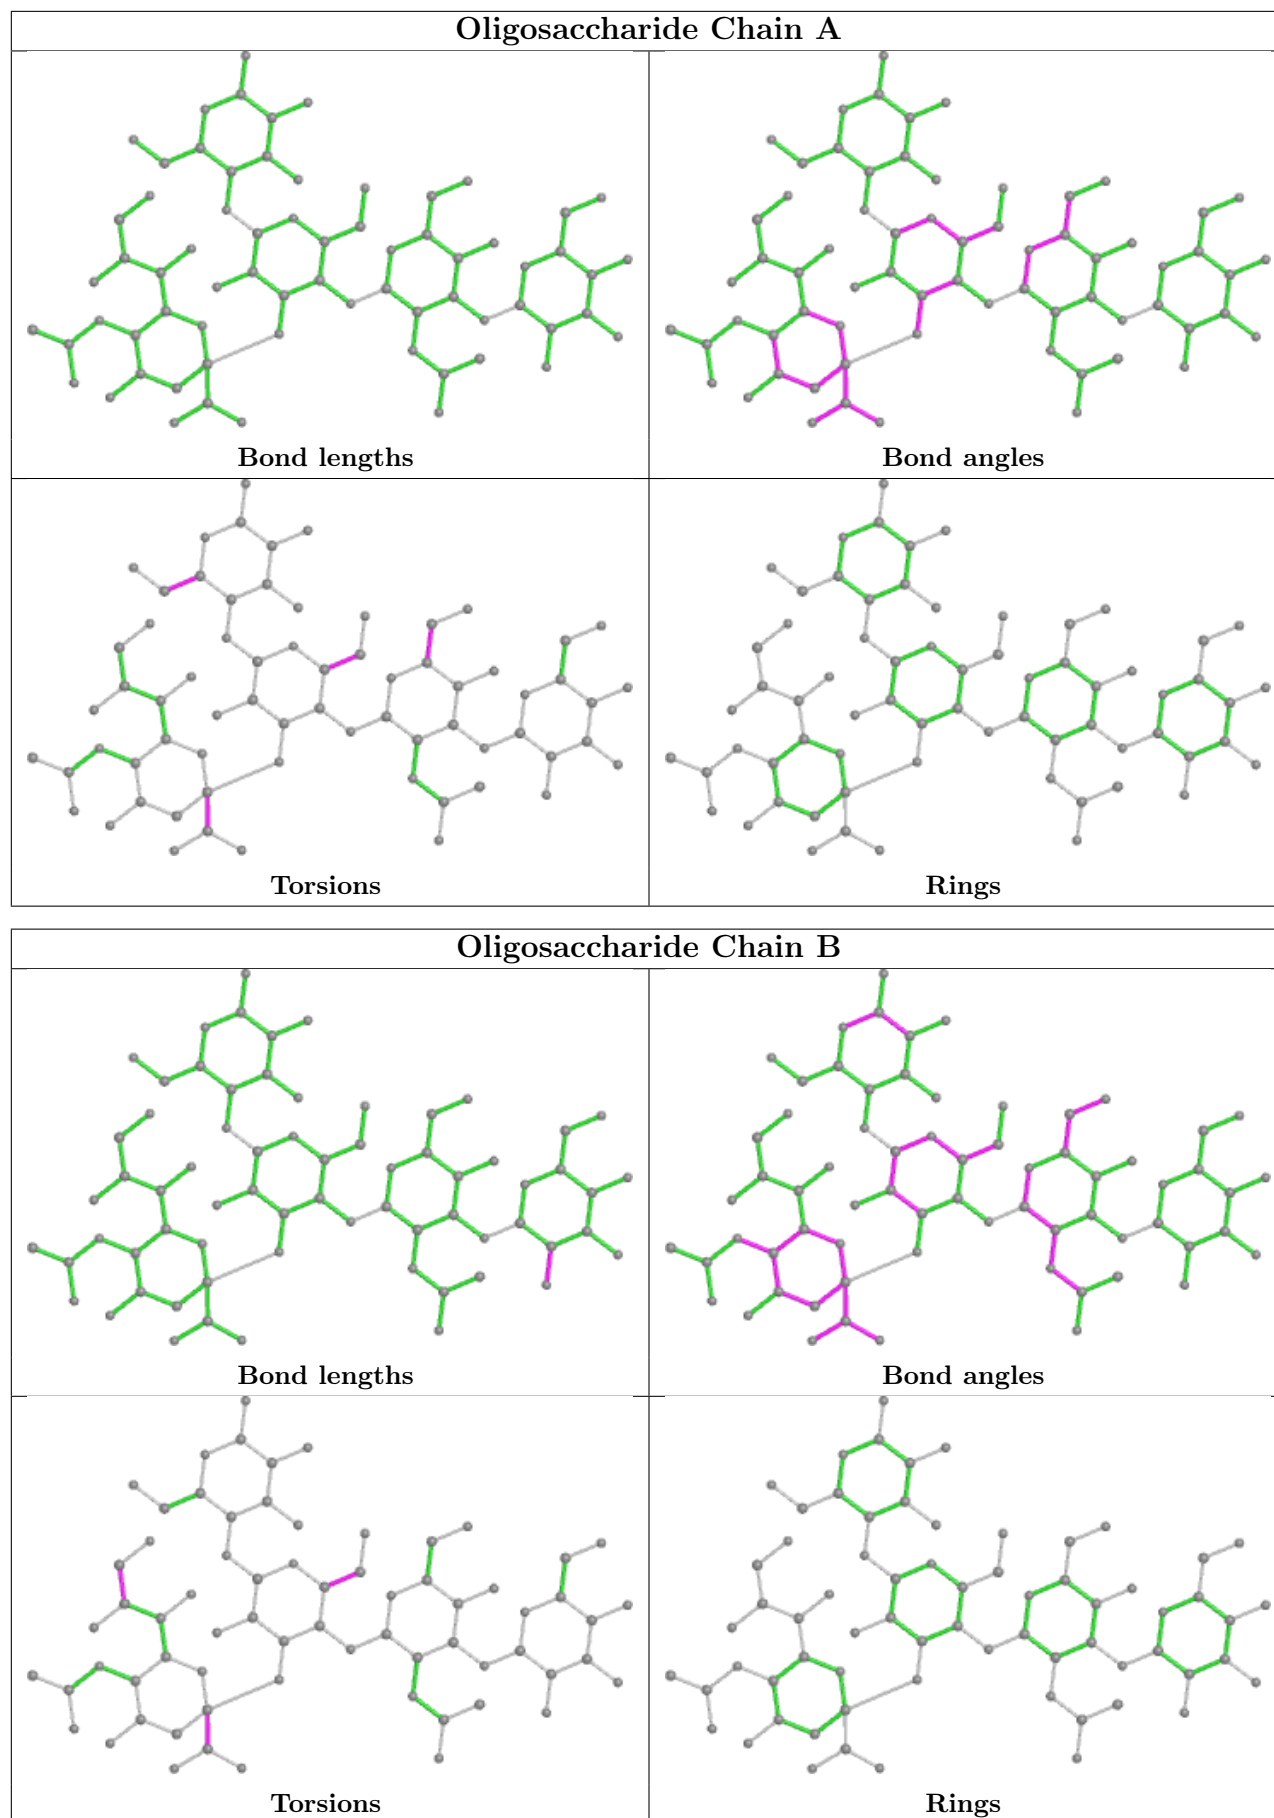 Oligosaccharide Chain A
Bond lengths
Bond angles
Torsions
Rings
Oligosaccharide Chain B
Bond lengths
Bond angles
Torsions
Rings